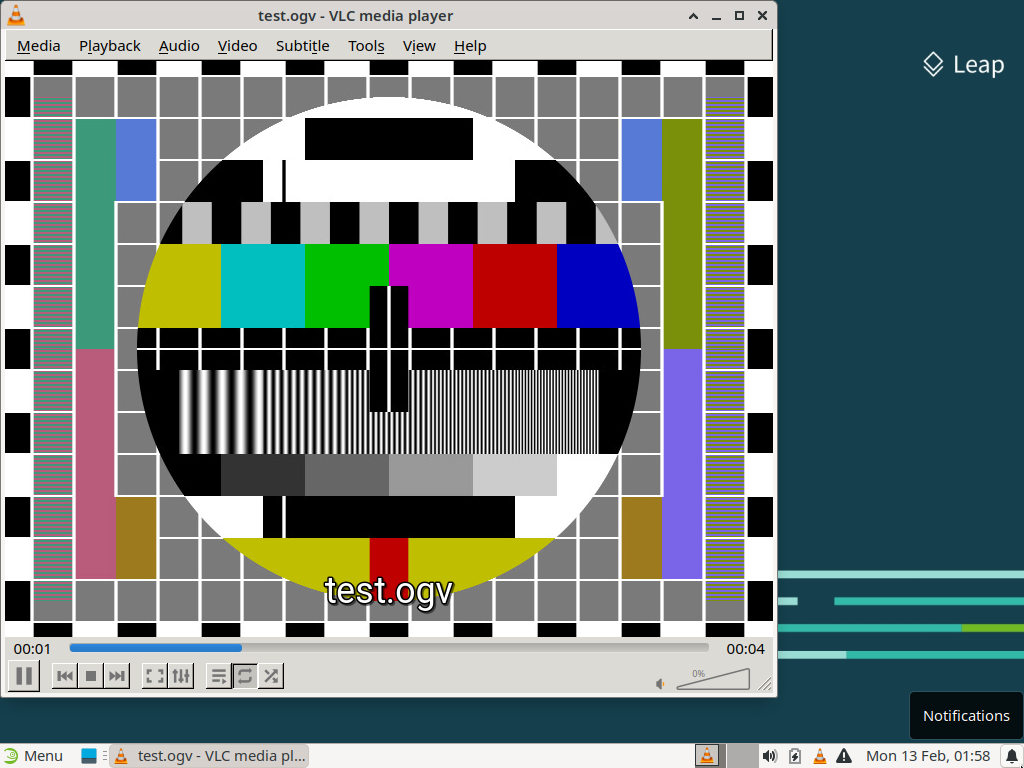 test.ogv - VLC media player
Media Playback Audio Video Subtitle Tools View Help
Leap
test.ogv
00:01 00:04
0%
Notifications
Menu test.ogv - VLC media pl... Mon 13 Feb, 01:58